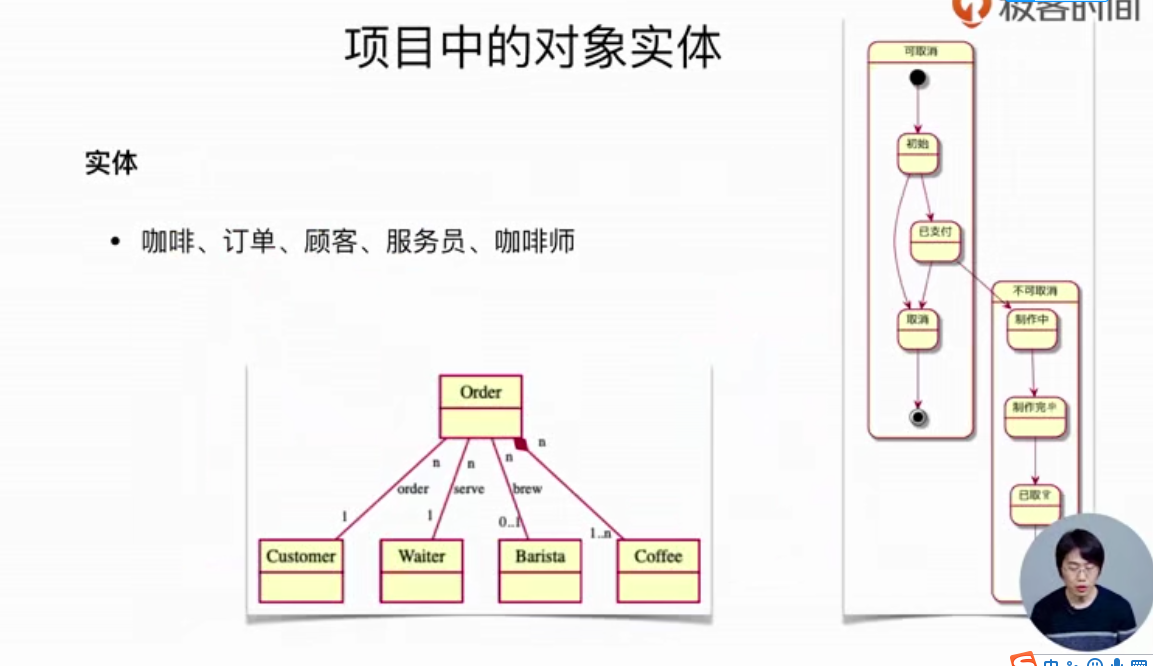 极客时间
项目中的对象实体
实体
• 咖啡、订单、顾客、服务员、咖啡师
Order
n
n
n
n
order
serve
brew
1
1
0..1
1..n
Customer
Waiter
Barista
Coffee
可取消
初始
已支付
取消
不可取消
制作中
制作完
已取
中